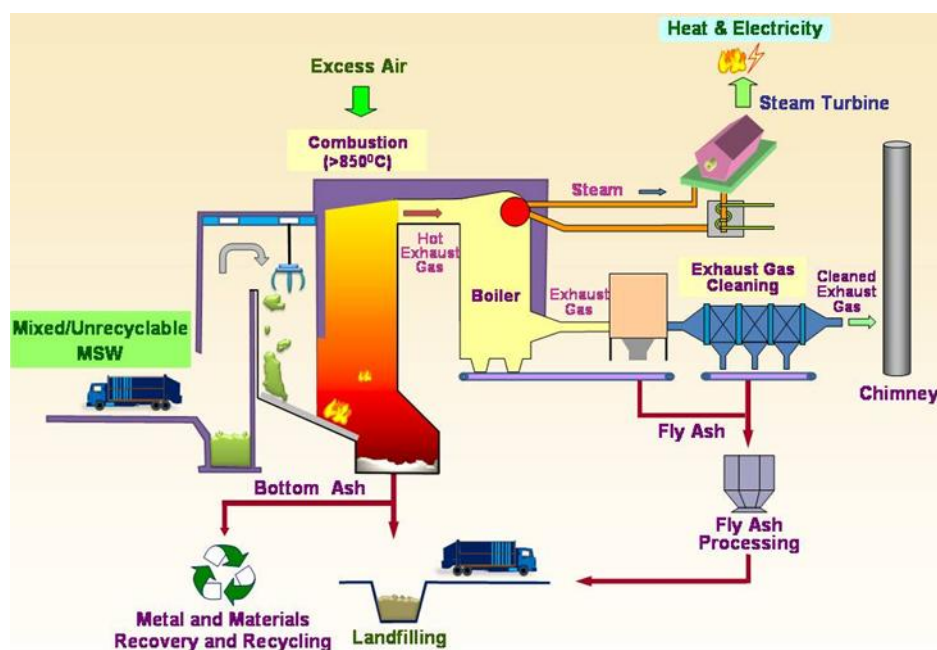 Heat & Electricity
Excess Air
Steam Turbine
Combustion
(>850⁰C)
Steam
Hot
Exhaust
Gas
Boiler
Exhaust
Gas
Exhaust Gas
Cleaning
Cleaned
Exhaust
Gas
Mixed/Unrecyclable
MSW
Chimney
Fly Ash
Bottom Ash
Fly Ash
Processing
Metal and Materials
Recovery and Recycling
Landfilling